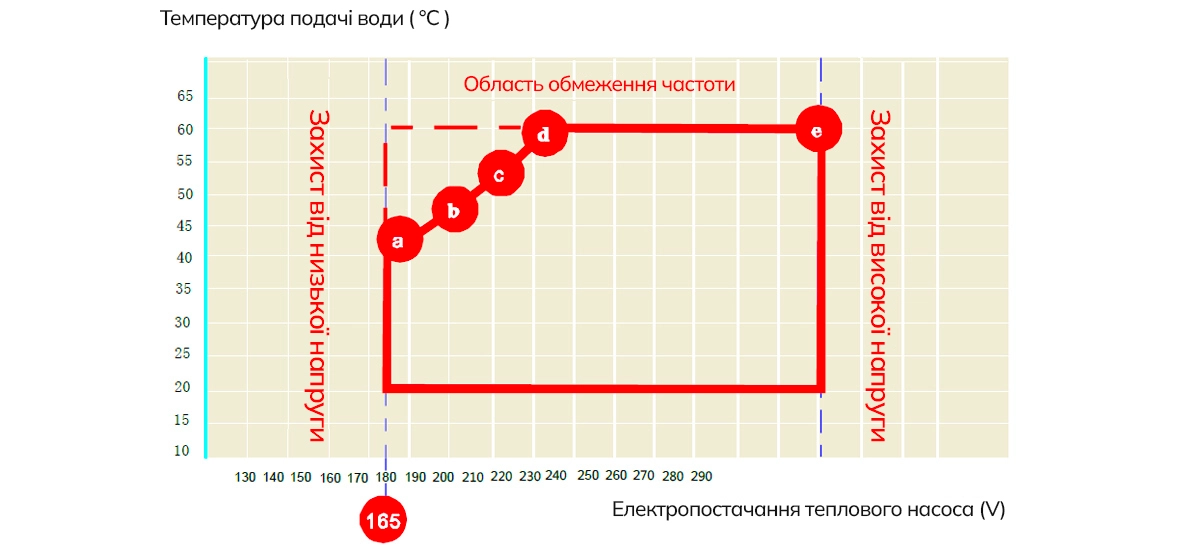 Температура подачі води ( °C )
Область обмеження частоти
65
60
55
50
45
40
35
30
25
20
15
10
Захист від низької напруги
Захист від високої напруги
a
b
c
d
e
130 140 150 160 170 180 190 200 210 220 230 240 250 260 270 280 290
165
Електропостачання теплового насоса (V)